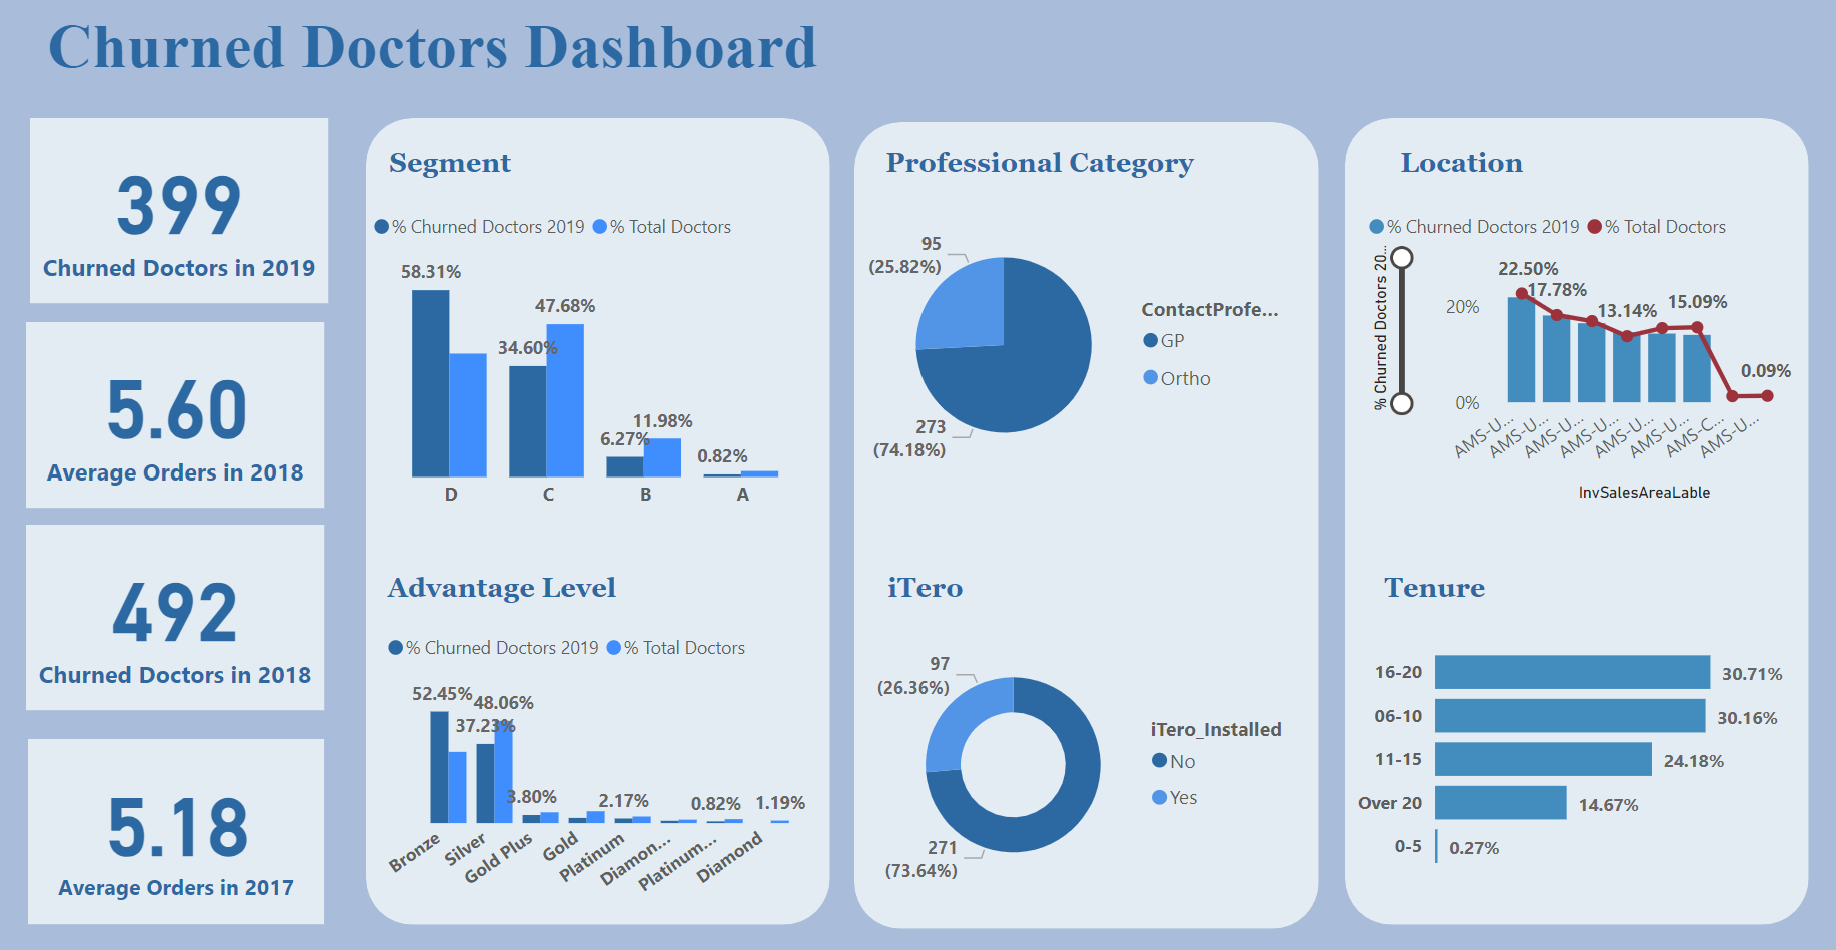 Churned Doctors Dashboard
399
Churned Doctors in 2019
5.60
Average Orders in 2018
492
Churned Doctors in 2018
5.18
Average Orders in 2017
Segment
% Churned Doctors 2019 % Total Doctors
58.31%
47.68%
34.60%
11.98%
6.27%
0.82%
D C B A
Advantage Level
% Churned Doctors 2019 % Total Doctors
52.45%
48.06%
37.23%
3.80%
2.17%
0.82%
1.19%
Bronze
Silver
Gold Plus
Gold
Platinum
Diamon...
Platinum...
Diamond
Professional Category
95
(25.82%)
273
(74.18%)
ContactProfe...
GP
Ortho
iTero
97
(26.36%)
271
(73.64%)
iTero_Installed
No
Yes
Location
% Churned Doctors 2019 % Total Doctors
% Churned Doctors 20...
20%
0%
22.50%
17.78%
13.14%
15.09%
0.09%
AMS-U...
AMS-U...
AMS-U...
AMS-U...
AMS-U...
AMS-U...
AMS-C...
AMS-U...
InvSalesAreaLable
Tenure
16-20 30.71%
06-10 30.16%
11-15 24.18%
Over 20 14.67%
0-5 0.27%